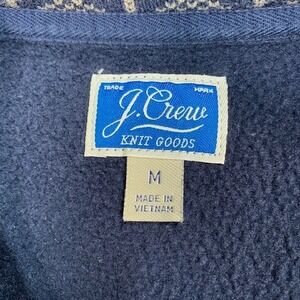 TRADE MARK
J.Crew
KNIT GOODS
M
MADE IN
VIETNAM